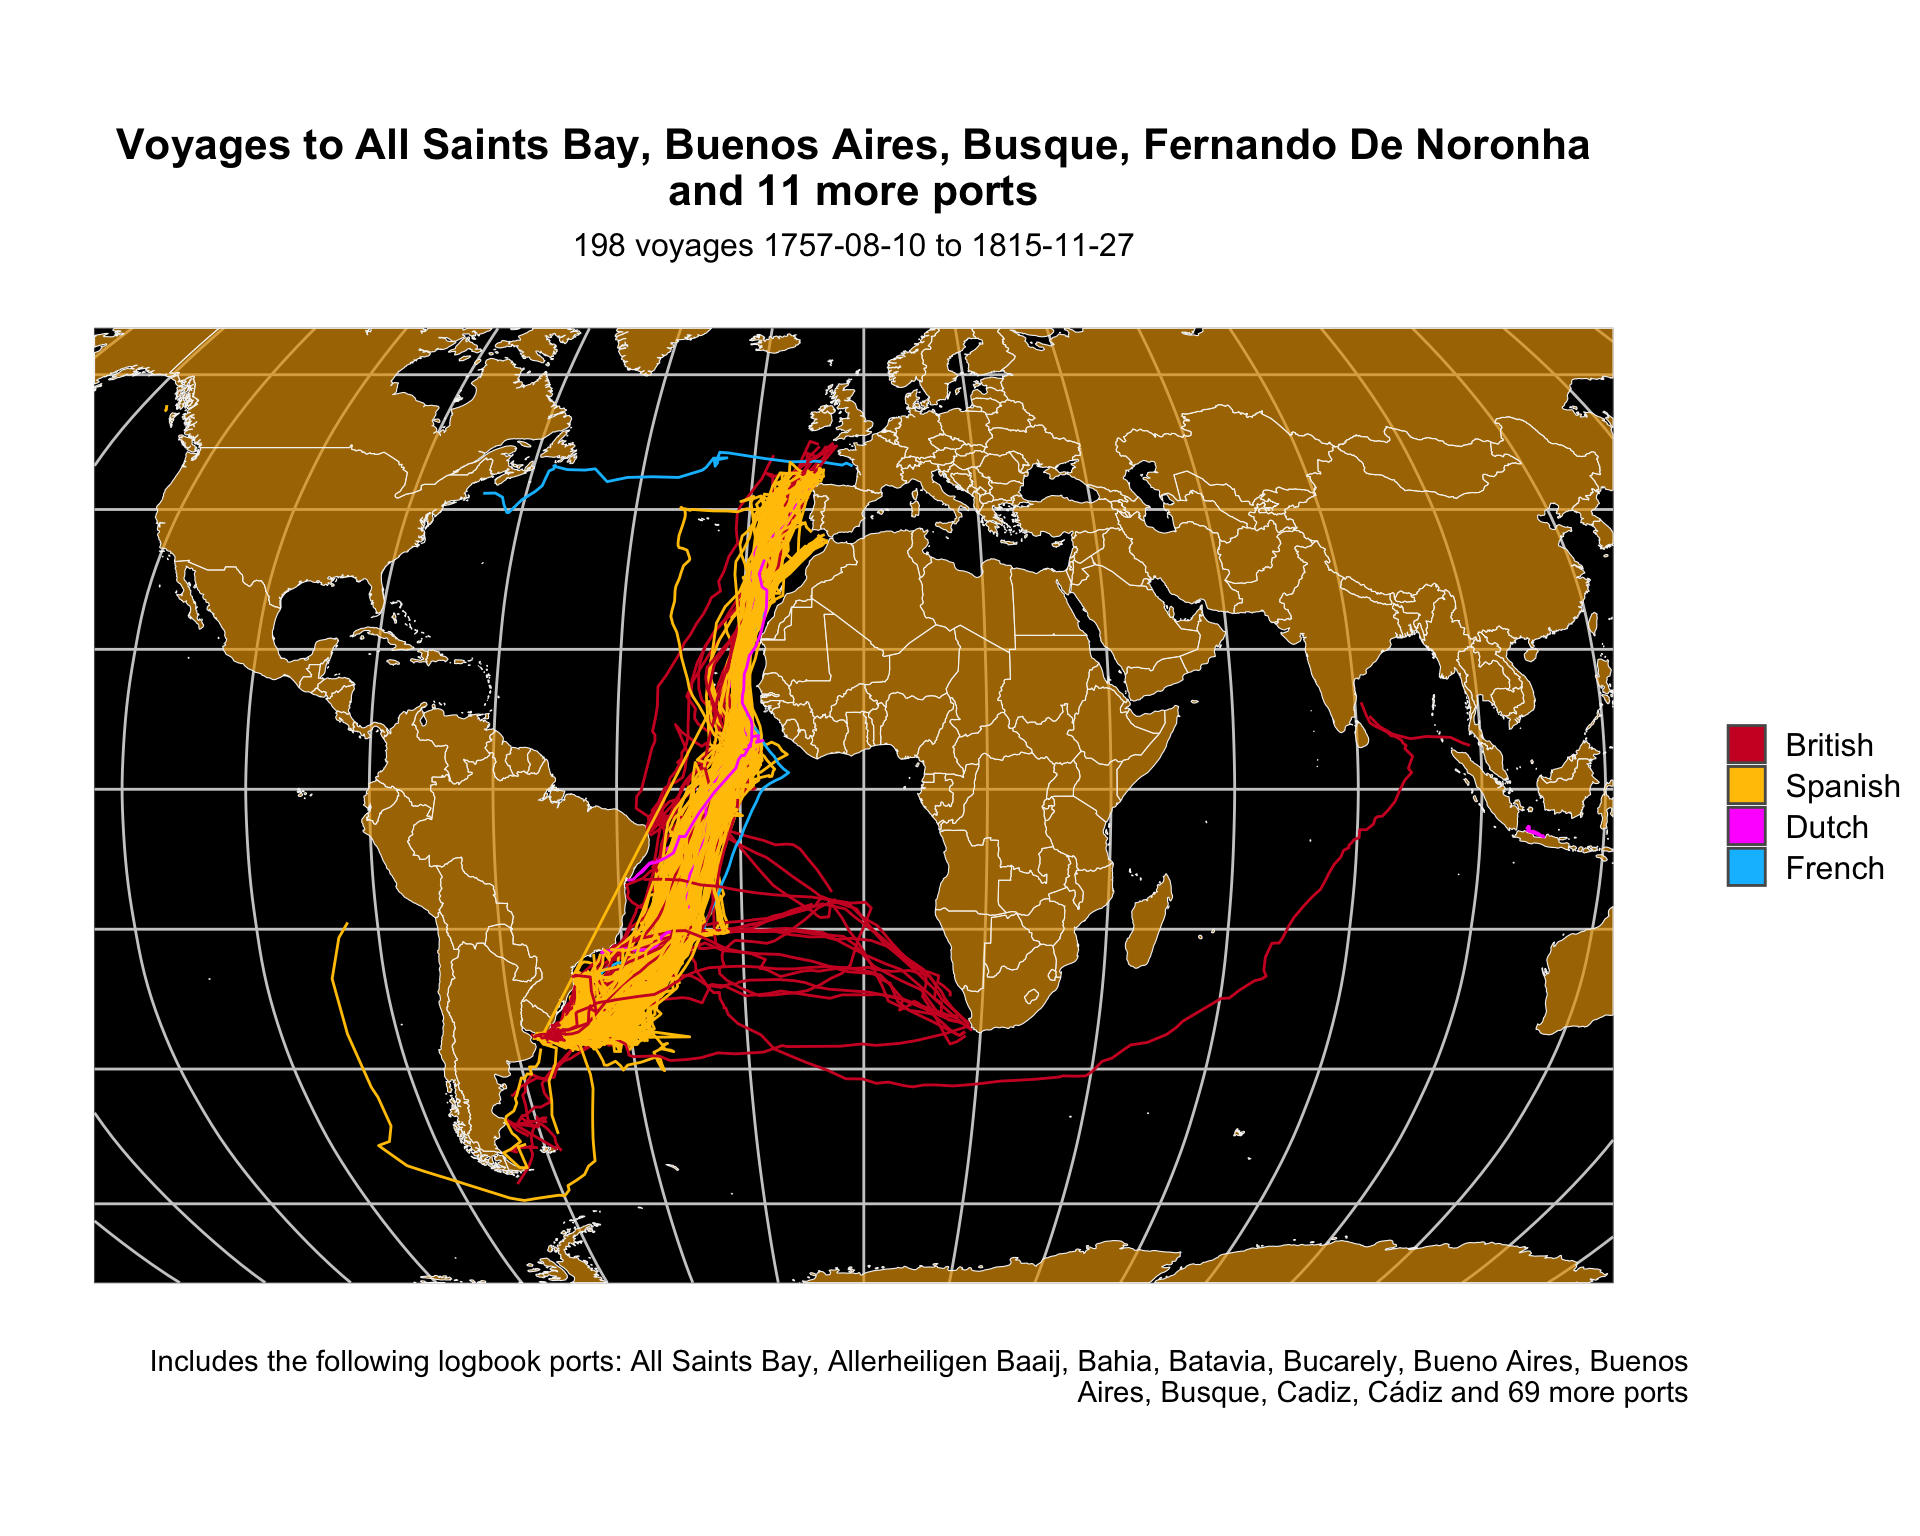 Voyages to All Saints Bay, Buenos Aires, Busque, Fernando De Noronha
and 11 more ports
198 voyages 1757-08-10 to 1815-11-27
British
Spanish
Dutch
French
Includes the following logbook ports: All Saints Bay, Allerheiligen Baaij, Bahia, Batavia, Bucarely, Bueno Aires, Buenos
Aires, Busque, Cadiz, Cádiz and 69 more ports